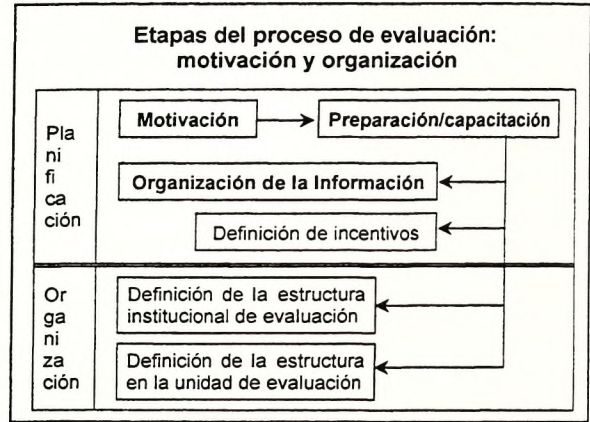 Etapas del proceso de evaluación:
motivación y organización
Pla
ni
fi
ca
ción
Motivación
Preparación/capacitación
Organización de la Información
Definición de incentivos
Or
ga
ni
za
ción
Definición de la estructura
institucional de evaluación
Definición de la estructura
en la unidad de evaluación